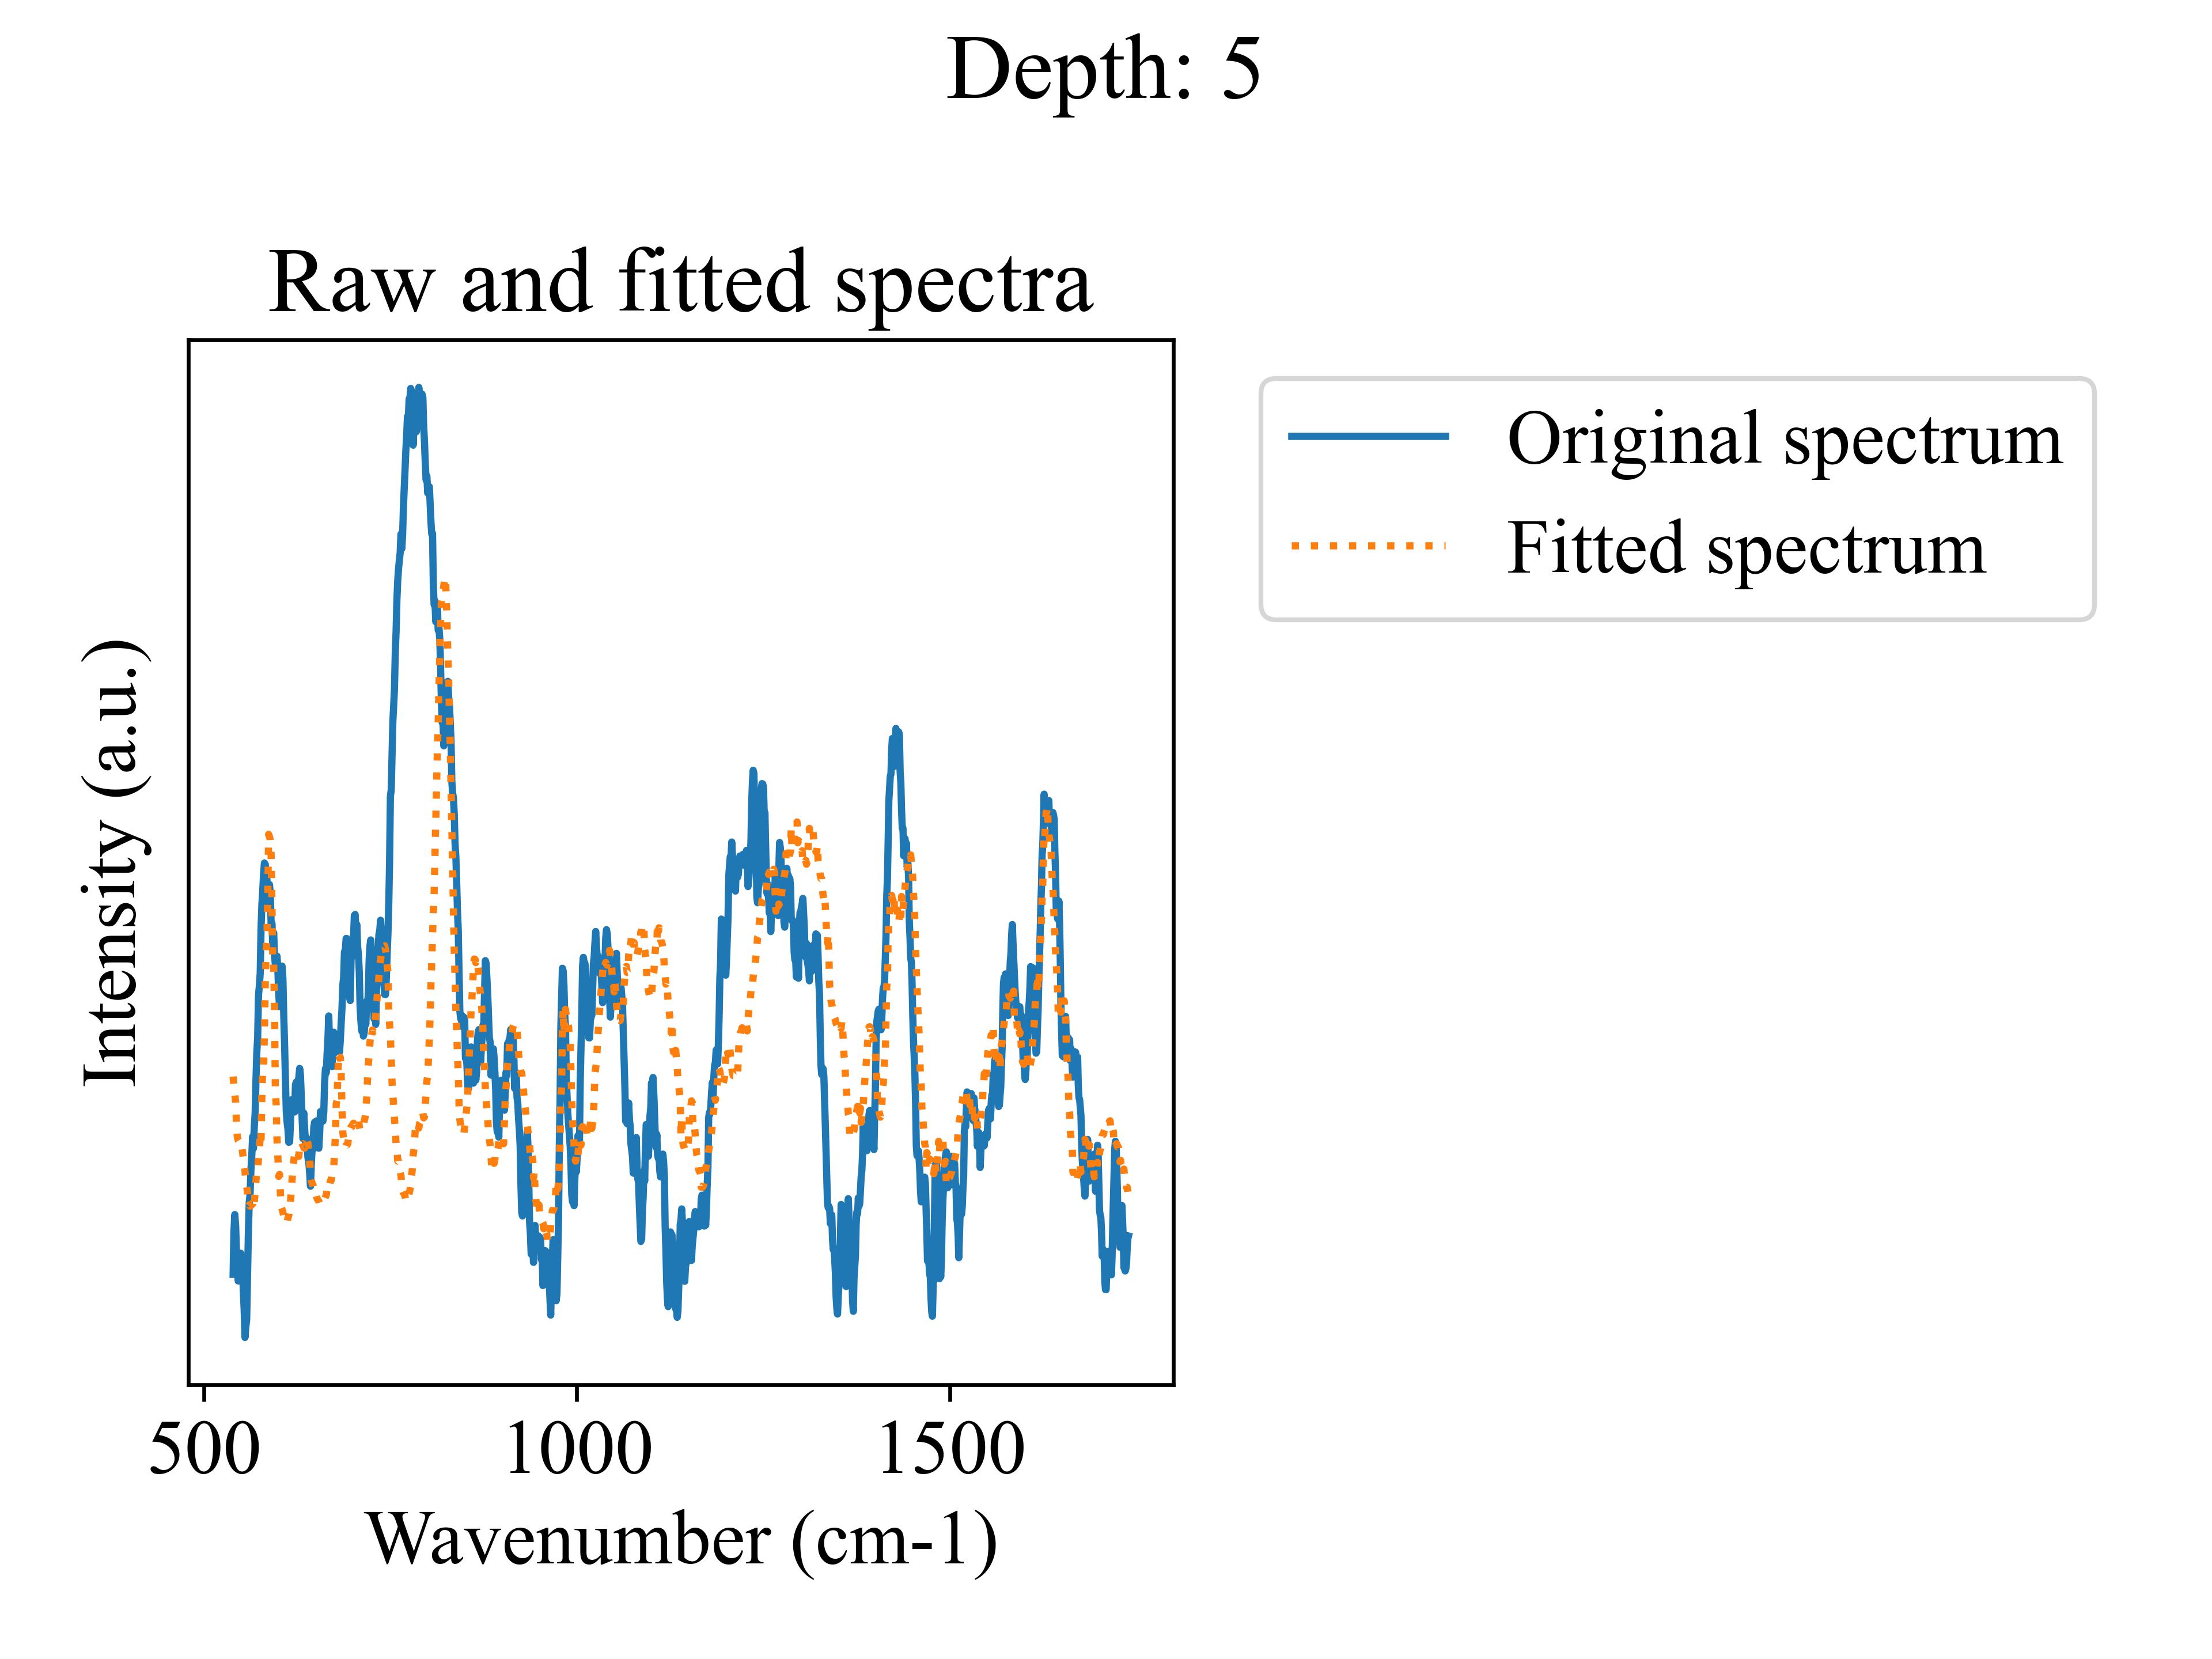 Depth: 5
Raw and fitted spectra
Original spectrum
Fitted spectrum
Intensity (a.u.)
500 1000 1500
Wavenumber (cm-1)